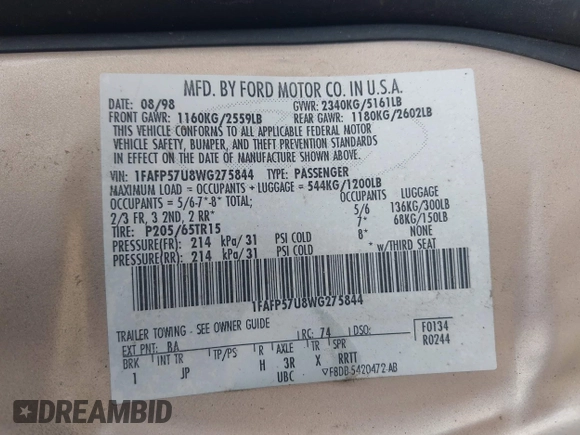 MFD. BY FORD MOTOR CO. IN U.S.A.
DATE: 08/98 GVWR: 2340KG/5161LB
FRONT GAWR: 1160KG/2559LB REAR GAWR: 1180KG/2602LB
THIS VEHICLE CONFORMS TO ALL APPLICABLE FEDERAL MOTOR
VEHICLE SAFETY, BUMPER, AND THEFT PREVENTION STANDARDS
IN EFFECT ON THE DATE OF MANUFACTURE SHOWN ABOVE.
VIN: 1FAFP57U8WG275844 TYPE: PASSENGER
MAXIMUM LOAD = OCCUPANTS + LUGGAGE = 544KG/1200LB
OCCUPANTS = 5/6-7*-8* TOTAL; OCCUPANTS LUGGAGE
2/3 FR, 3 2ND, 2 RR* 5/6 136KG/300LB
TIRE: P205/65TR15 7* 68KG/150LB
PRESSURE(FR): 214 kPa/31 PSI COLD 8* NONE
PRESSURE(RR): 214 kPa/31 PSI COLD * w/THIRD SEAT
1FAFP57U8WG275844
TRAILER TOWING - SEE OWNER GUIDE
EXT PNT: BA RC: 74 DSO: F0134
BRK INT TR TP/PS R AXLE TR SPR R0244
1 JP H 3R X RRTT
UBC VF8DB 5420472 AB
DREAMBID